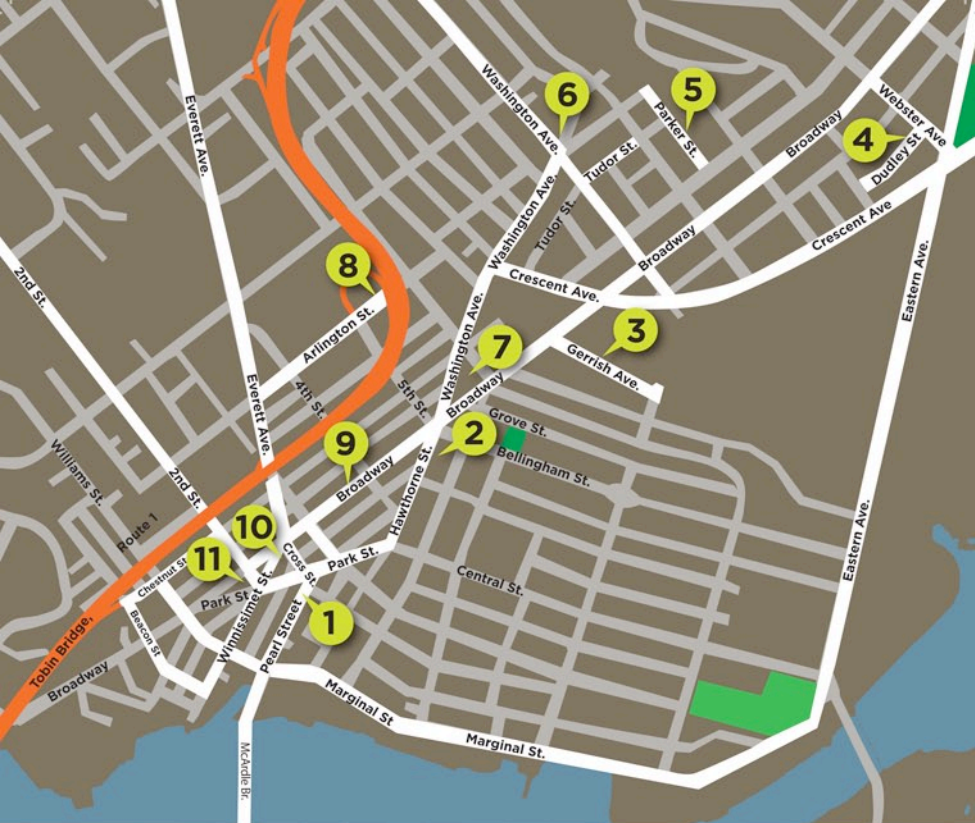 Everett Ave.
Washington Ave.
6
5
Parker St.
Broadway
Webster Ave
4
Dudley St
Tudor St.
Washington Ave.
Tudor St.
Broadway
Crescent Ave
8
2nd St.
Crescent Ave.
Eastern Ave.
Arlington St.
Washington Ave.
7
3
Gerrish Ave.
Everett Ave.
4th St.
5th St.
Broadway
9
2
Grove St.
Bellingham St.
Williams St.
2nd St.
Broadway
Hawthorne St.
Route 1
10
11
Cross St.
Park St.
Chestnut St
Central St.
Eastern Ave.
Park St
Beacon St
Winnissimet St.
Pearl Street
1
Tobin Bridge,
Broadway
Marginal St
Marginal St.
McArdle Br.